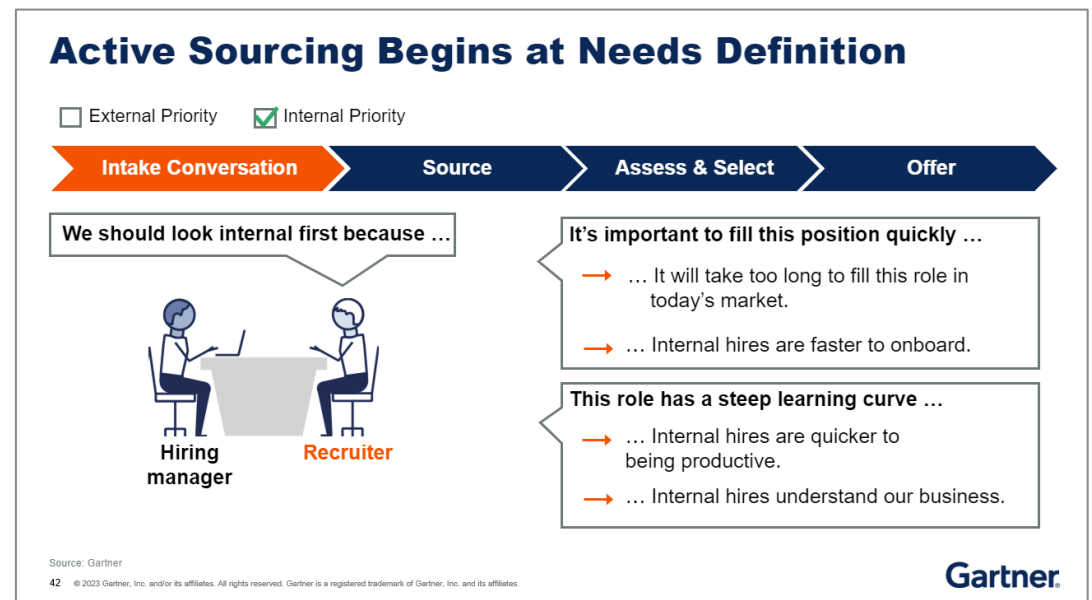 Active Sourcing Begins at Needs Definition
External Priority
Internal Priority
Intake Conversation
Source
Assess & Select
Offer
We should look internal first because …
Hiring
manager
Recruiter
It’s important to fill this position quickly …
… It will take too long to fill this role in
today’s market.
… Internal hires are faster to onboard.
This role has a steep learning curve …
… Internal hires are quicker to
being productive.
… Internal hires understand our business.
Source: Gartner
42 © 2023 Gartner, Inc. and/or its affiliates. All rights reserved. Gartner is a registered trademark of Gartner, Inc. and its affiliates.
Gartner